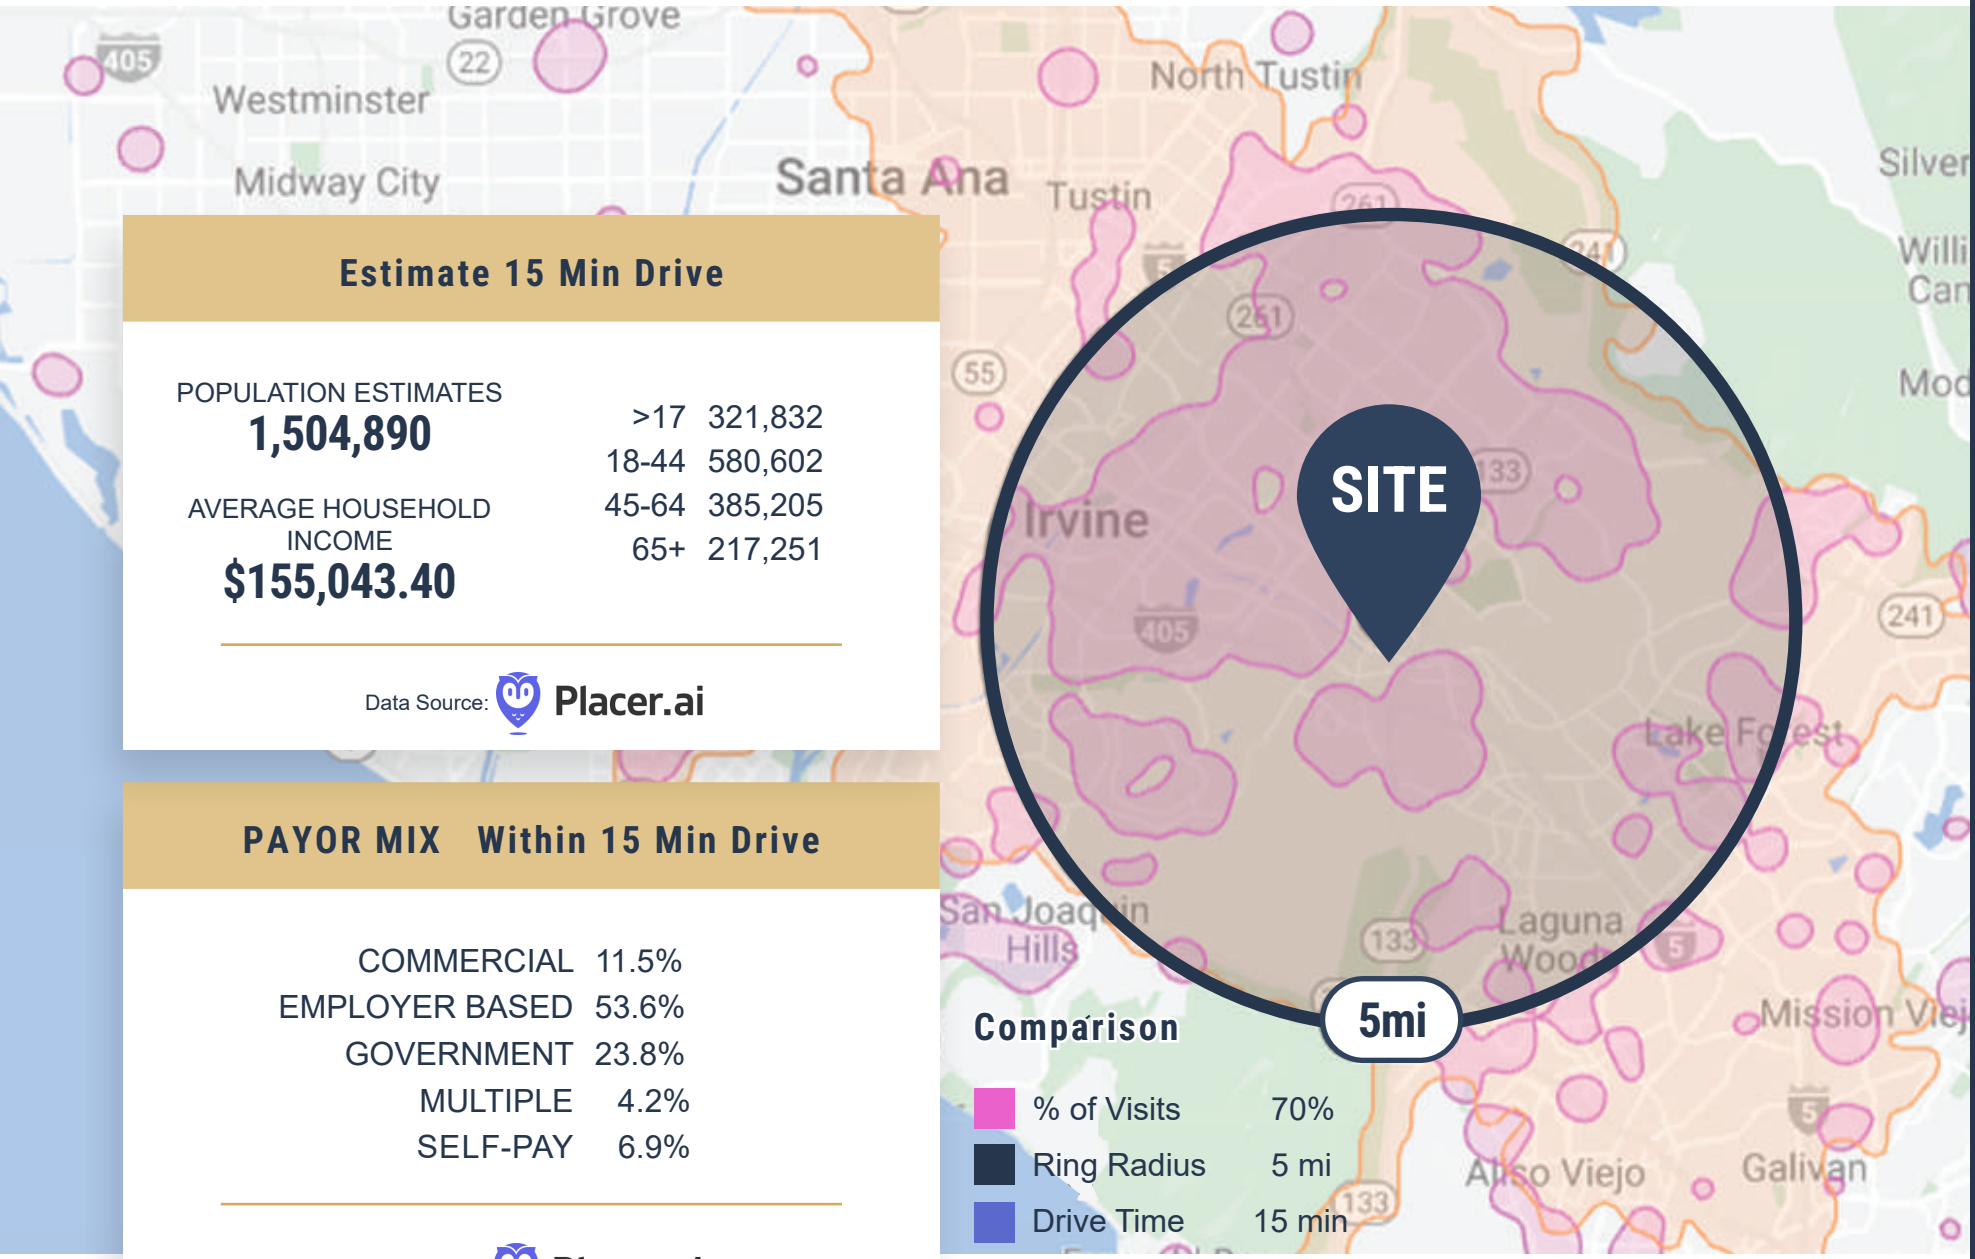 Garden Grove
405
22
Westminster
North Tustin
Midway City
Santa Ana
Tustin
261
5
241
261
55
133
Irvine
405
241
Lake Forest
San Joaquin
Hills
133
Laguna
Woods
5
Mission Viej
5
Aliso Viejo
Galivan
133
Silver
Willi
Can
Mod
SITE
5mi
Estimate 15 Min Drive
POPULATION ESTIMATES
1,504,890
AVERAGE HOUSEHOLD
INCOME
$155,043.40
>17 321,832
18-44 580,602
45-64 385,205
65+ 217,251
Data Source: Placer.ai
PAYOR MIX Within 15 Min Drive
COMMERCIAL 11.5%
EMPLOYER BASED 53.6%
GOVERNMENT 23.8%
MULTIPLE 4.2%
SELF-PAY 6.9%
Comparison
% of Visits 70%
Ring Radius 5 mi
Drive Time 15 min